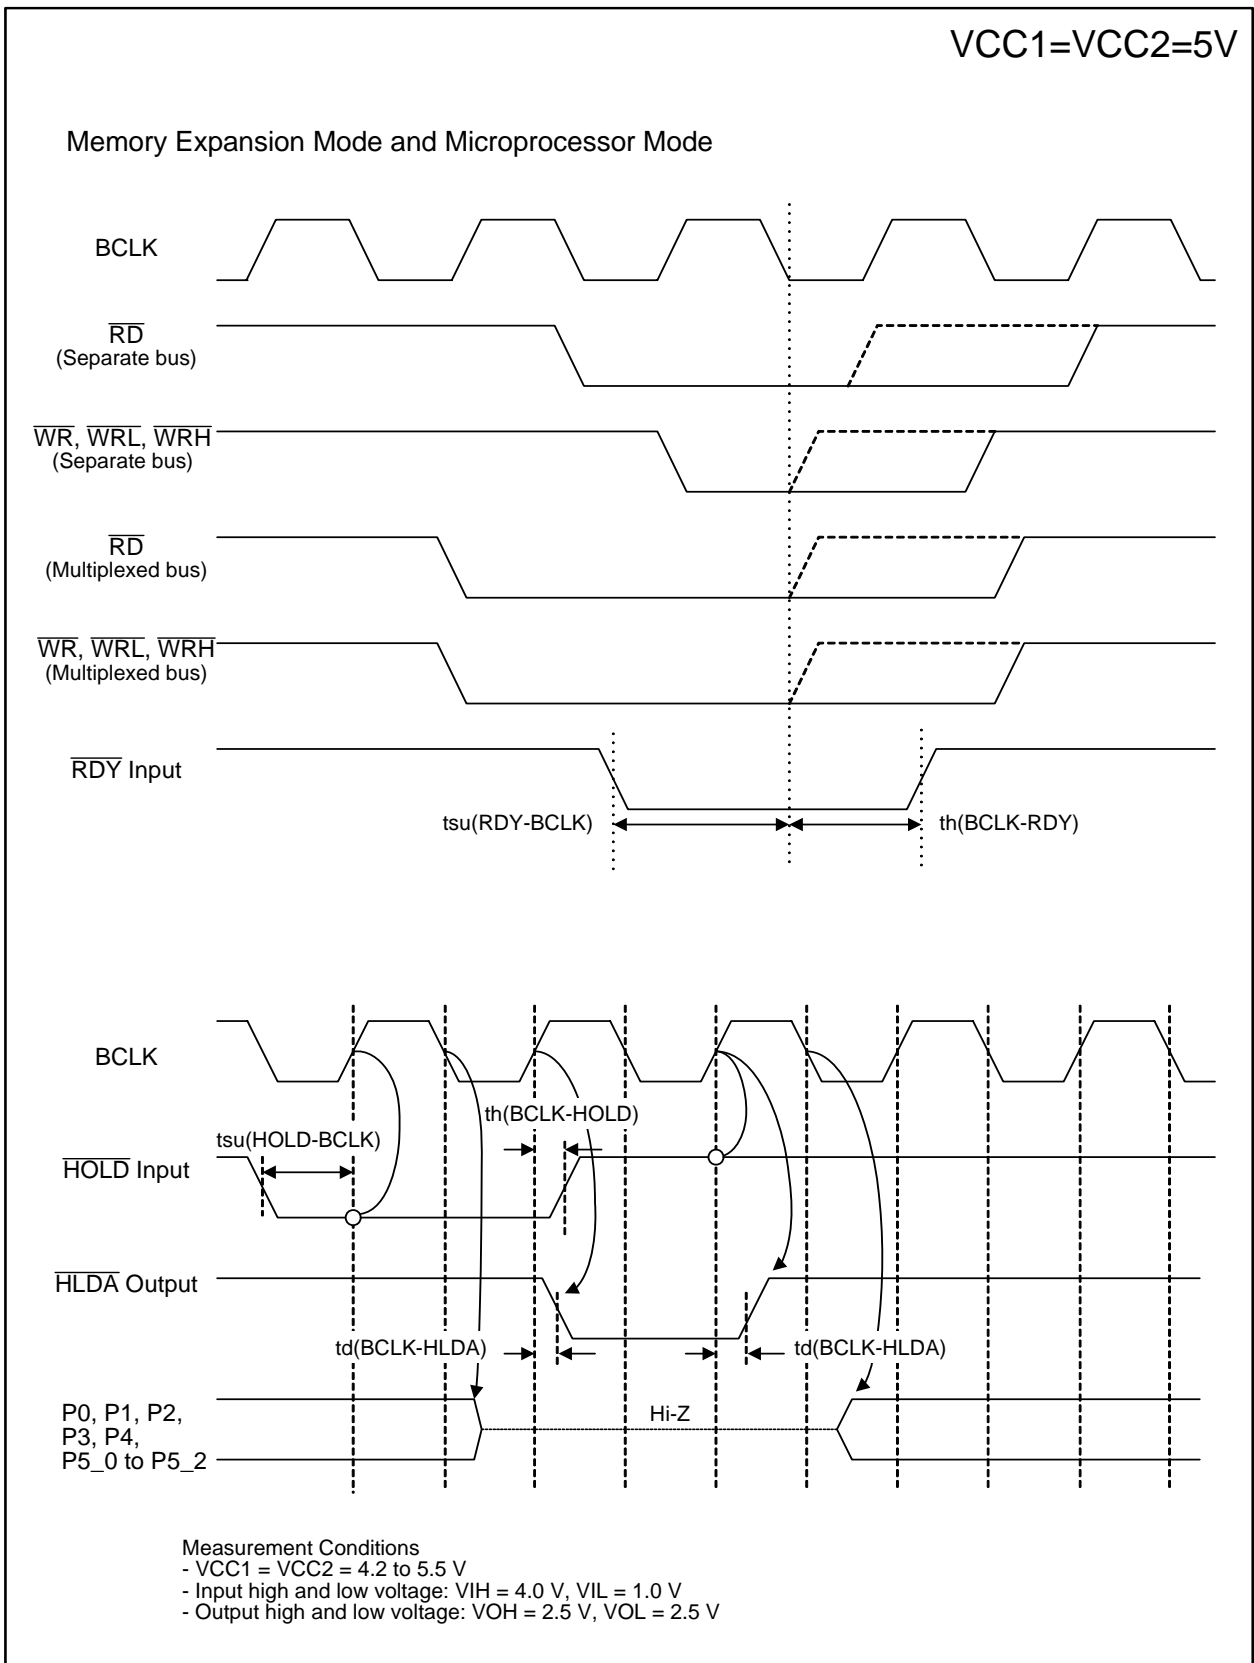 VCC1=VCC2=5V
Memory Expansion Mode and Microprocessor Mode
BCLK
RD
(Separate bus)
WR, WRL, WRH
(Separate bus)
RD
(Multiplexed bus)
WR, WRL, WRH
(Multiplexed bus)
RDY Input
tsu(RDY-BCLK)
th(BCLK-RDY)
BCLK
th(BCLK-HOLD)
tsu(HOLD-BCLK)
HOLD Input
HLDA Output
td(BCLK-HLDA)
td(BCLK-HLDA)
P0, P1, P2,
P3, P4,
P5_0 to P5_2
Hi-Z
Measurement Conditions
- VCC1 = VCC2 = 4.2 to 5.5 V
- Input high and low voltage: VIH = 4.0 V, VIL = 1.0 V
- Output high and low voltage: VOH = 2.5 V, VOL = 2.5 V